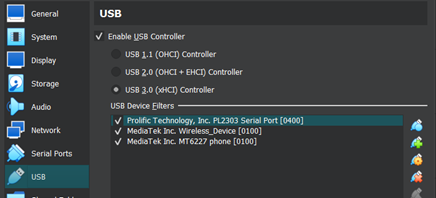 General
System
Display
Storage
Audio
Network
Serial Ports
USB
USB
Enable USB Controller
USB 1.1 (OHCI) Controller
USB 2.0 (OHCI + EHCI) Controller
USB 3.0 (xHCI) Controller
USB Device Filters
Prolific Technology, Inc. PL2303 Serial Port [0400]
MediaTek Inc. Wireless_Device [0100]
MediaTek Inc. MT6227 phone [0100]